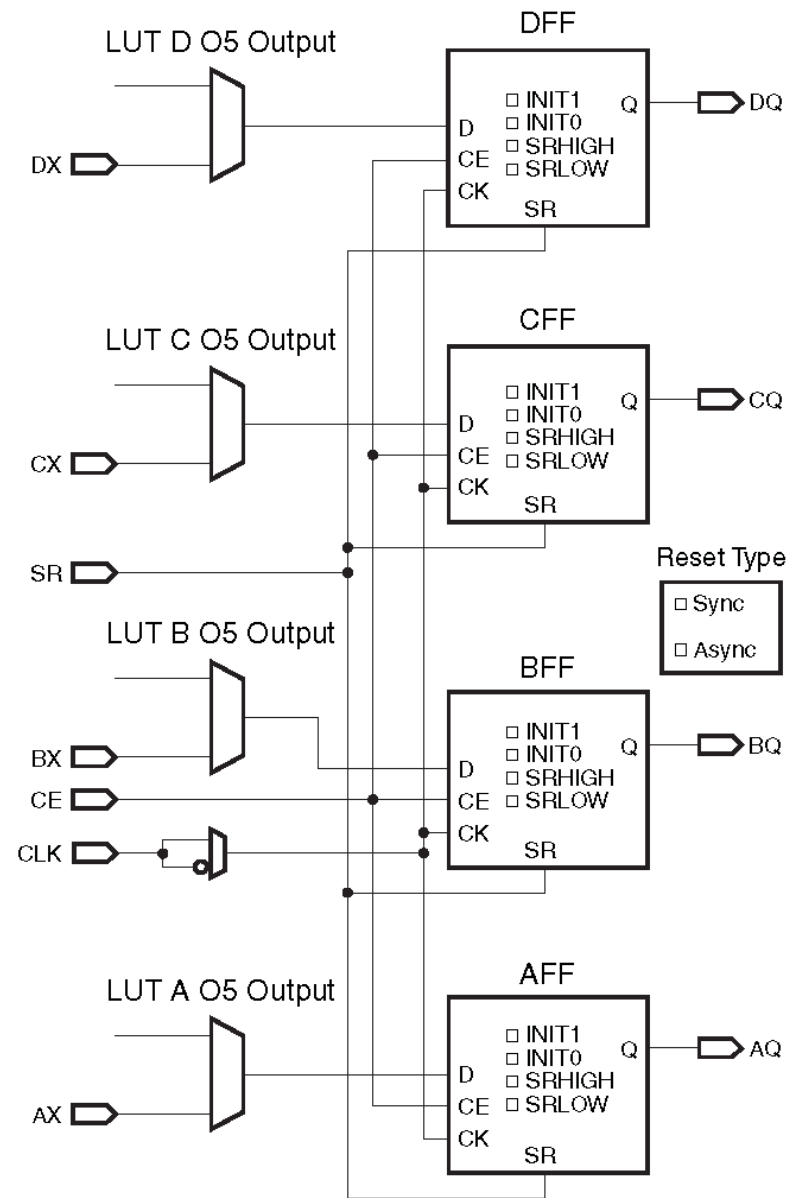 DFF
LUT D O5 Output
INIT1
INIT0
SRHIGH
SRLOW
Q
DQ
D
CE
CK
SR
DX
CFF
LUT C O5 Output
INIT1
INIT0
SRHIGH
SRLOW
Q
CQ
D
CE
CK
SR
CX
SR
Reset Type
Sync
Async
LUT B O5 Output
BFF
INIT1
INIT0
SRHIGH
SRLOW
Q
BQ
D
CE
CK
SR
BX
CE
CLK
AFF
LUT A O5 Output
INIT1
INIT0
SRHIGH
SRLOW
Q
AQ
D
CE
CK
SR
AX